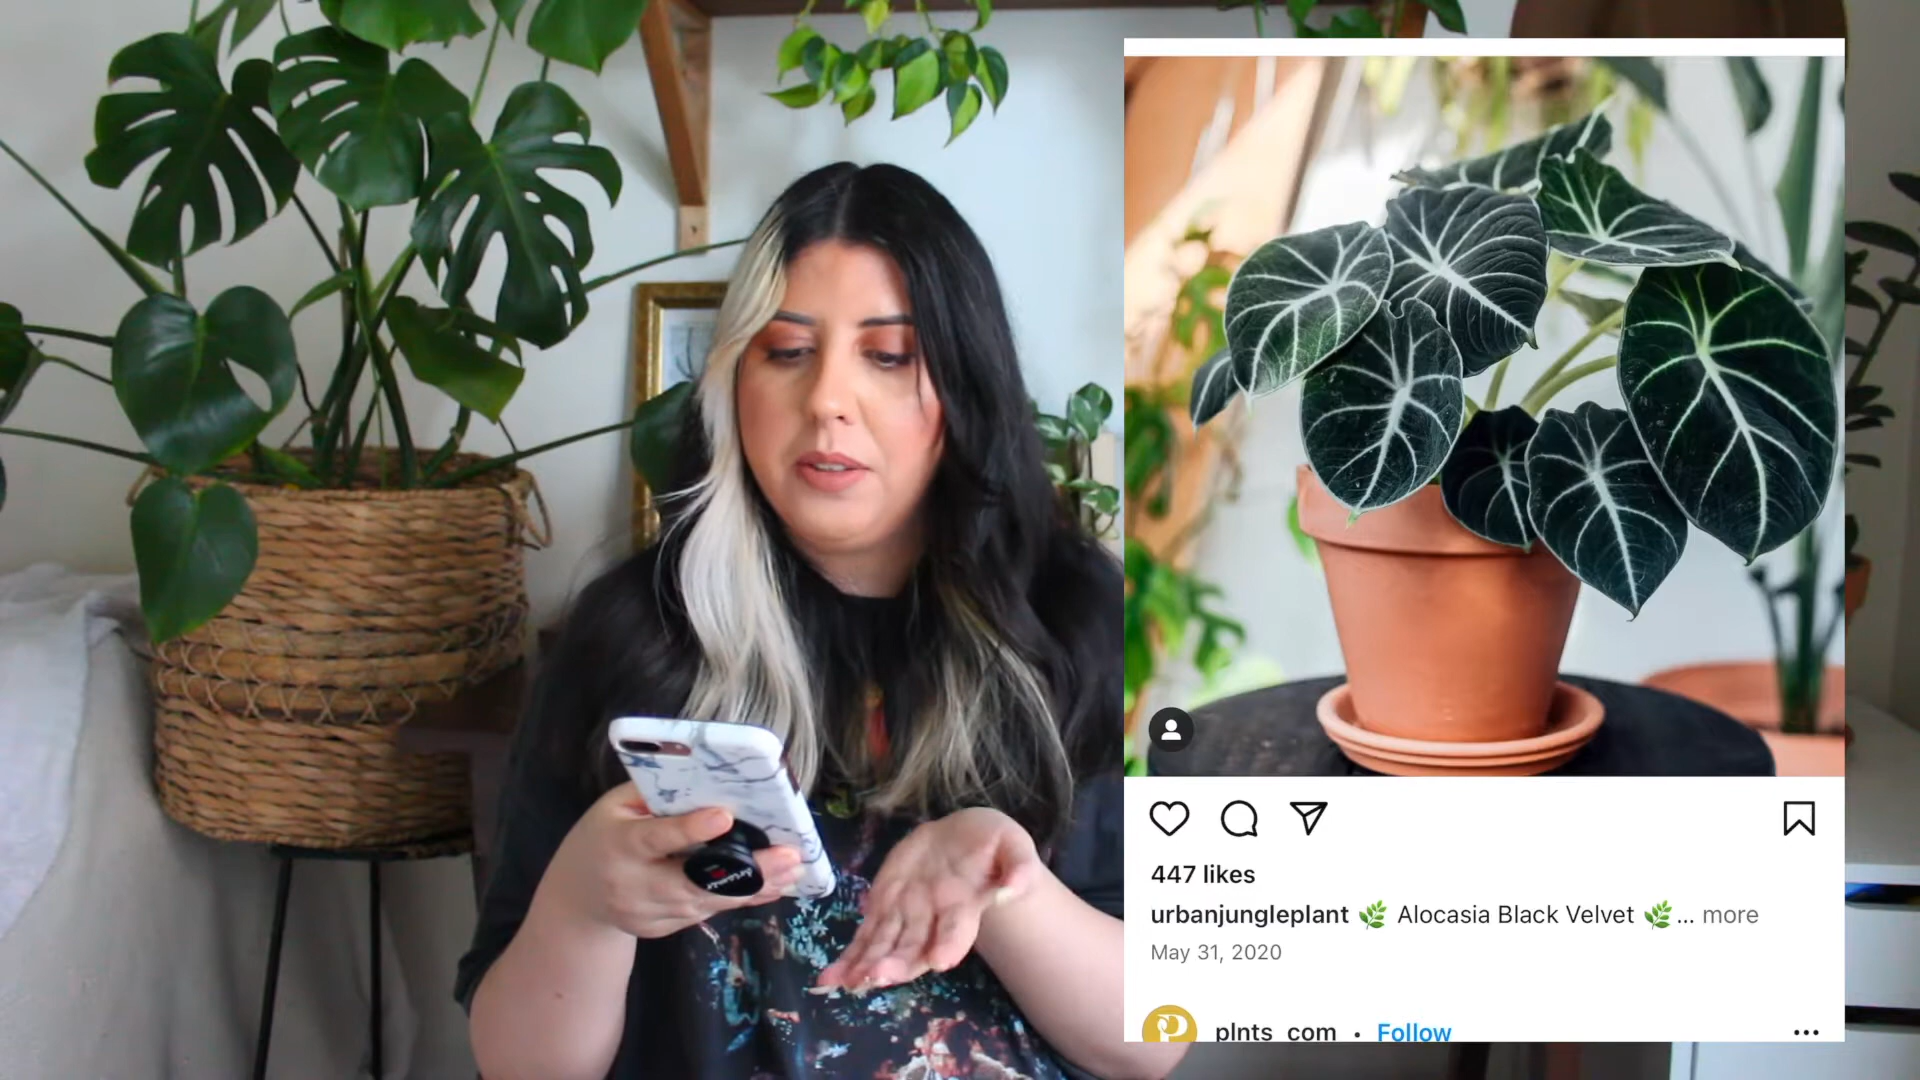 447 likes
urbanjungleplant 🌿 Alocasia Black Velvet 🌿... more
May 31, 2020
plnts_com • Follow